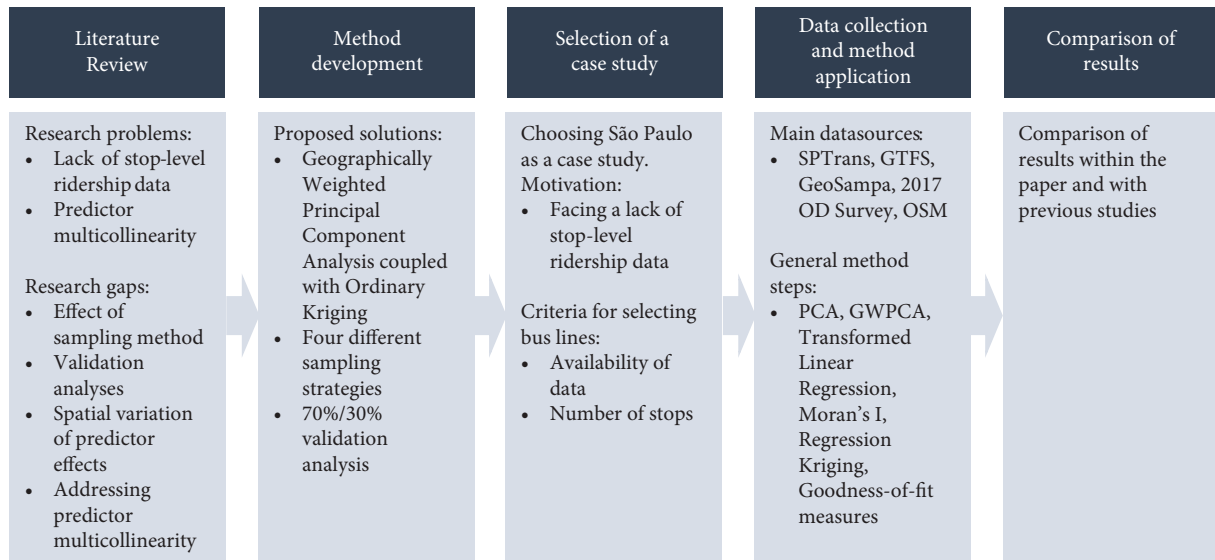 Literature
Review
Research problems:
• Lack of stop-level
ridership data
• Predictor
multicollinearity
Research gaps:
• Effect of
sampling method
• Validation
analyses
• Spatial variation
of predictor
effects
• Addressing
predictor
multicollinearity
Method
development
Proposed solutions:
• Geographically
Weighted
Principal
Component
Analysis coupled
with Ordinary
Kriging
• Four different
sampling
strategies
• 70%/30%
validation
analysis
Selection of a
case study
Choosing São Paulo
as a case study.
Motivation:
• Facing a lack of
stop-level
ridership data
Criteria for selecting
bus lines:
• Availability of
data
• Number of stops
Data collection
and method
application
Main datasources:
• SPTrans, GTFS,
GeoSampa, 2017
OD Survey, OSM
General method
steps:
• PCA, GWPCA,
Transformed
Linear
Regression,
Moran's I,
Regression
Kriging,
Goodness-of-fit
measures
Comparison of
results
Comparison of
results within the
paper and with
previous studies